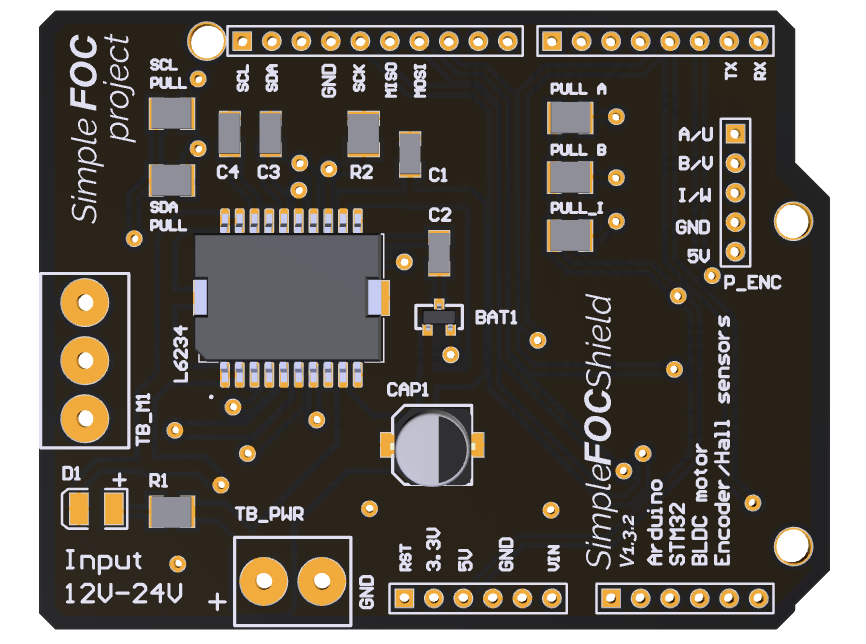 SimpleFOC
project
SCL
PULL
SDA
PULL
SCL
SDA
GND
SCK
MISO
MOSI
TX
RX
C4
C3
R2
C1
C2
PULL A
PULL B
PULL_I
A/U
B/V
I/W
GND
5V
P_ENC
L6234
BAT1
CAP1
TB_M1
D1
+
R1
TB_PWR
Input
12V-24V
+
GND
RST
3.3V
5V
GND
VIN
SimpleFOCShield
V1.3.2
Arduino
STM32
BLDC motor
Encoder/Hall sensors